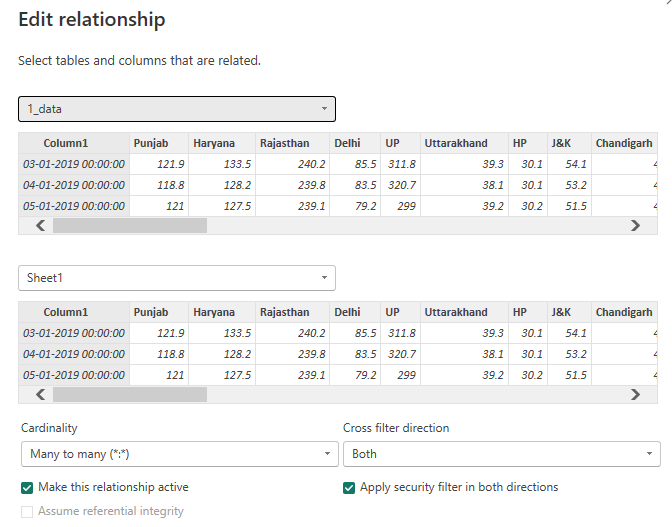 Edit relationship
Select tables and columns that are related.
1_data
Column1 Punjab Haryana Rajasthan Delhi UP Uttarakhand HP J&K Chandigarh
03-01-2019 00:00:00 121.9 133.5 240.2 85.5 311.8 39.3 30.1 54.1
04-01-2019 00:00:00 118.8 128.2 239.8 83.5 320.7 38.1 30.1 53.2
05-01-2019 00:00:00 121 127.5 239.1 79.2 299 39.2 30.2 51.5
Sheet1
Column1 Punjab Haryana Rajasthan Delhi UP Uttarakhand HP J&K Chandigarh
03-01-2019 00:00:00 121.9 133.5 240.2 85.5 311.8 39.3 30.1 54.1
04-01-2019 00:00:00 118.8 128.2 239.8 83.5 320.7 38.1 30.1 53.2
05-01-2019 00:00:00 121 127.5 239.1 79.2 299 39.2 30.2 51.5
Cardinality Cross filter direction
Many to many (*:*) Both
Make this relationship active Apply security filter in both directions
Assume referential integrity